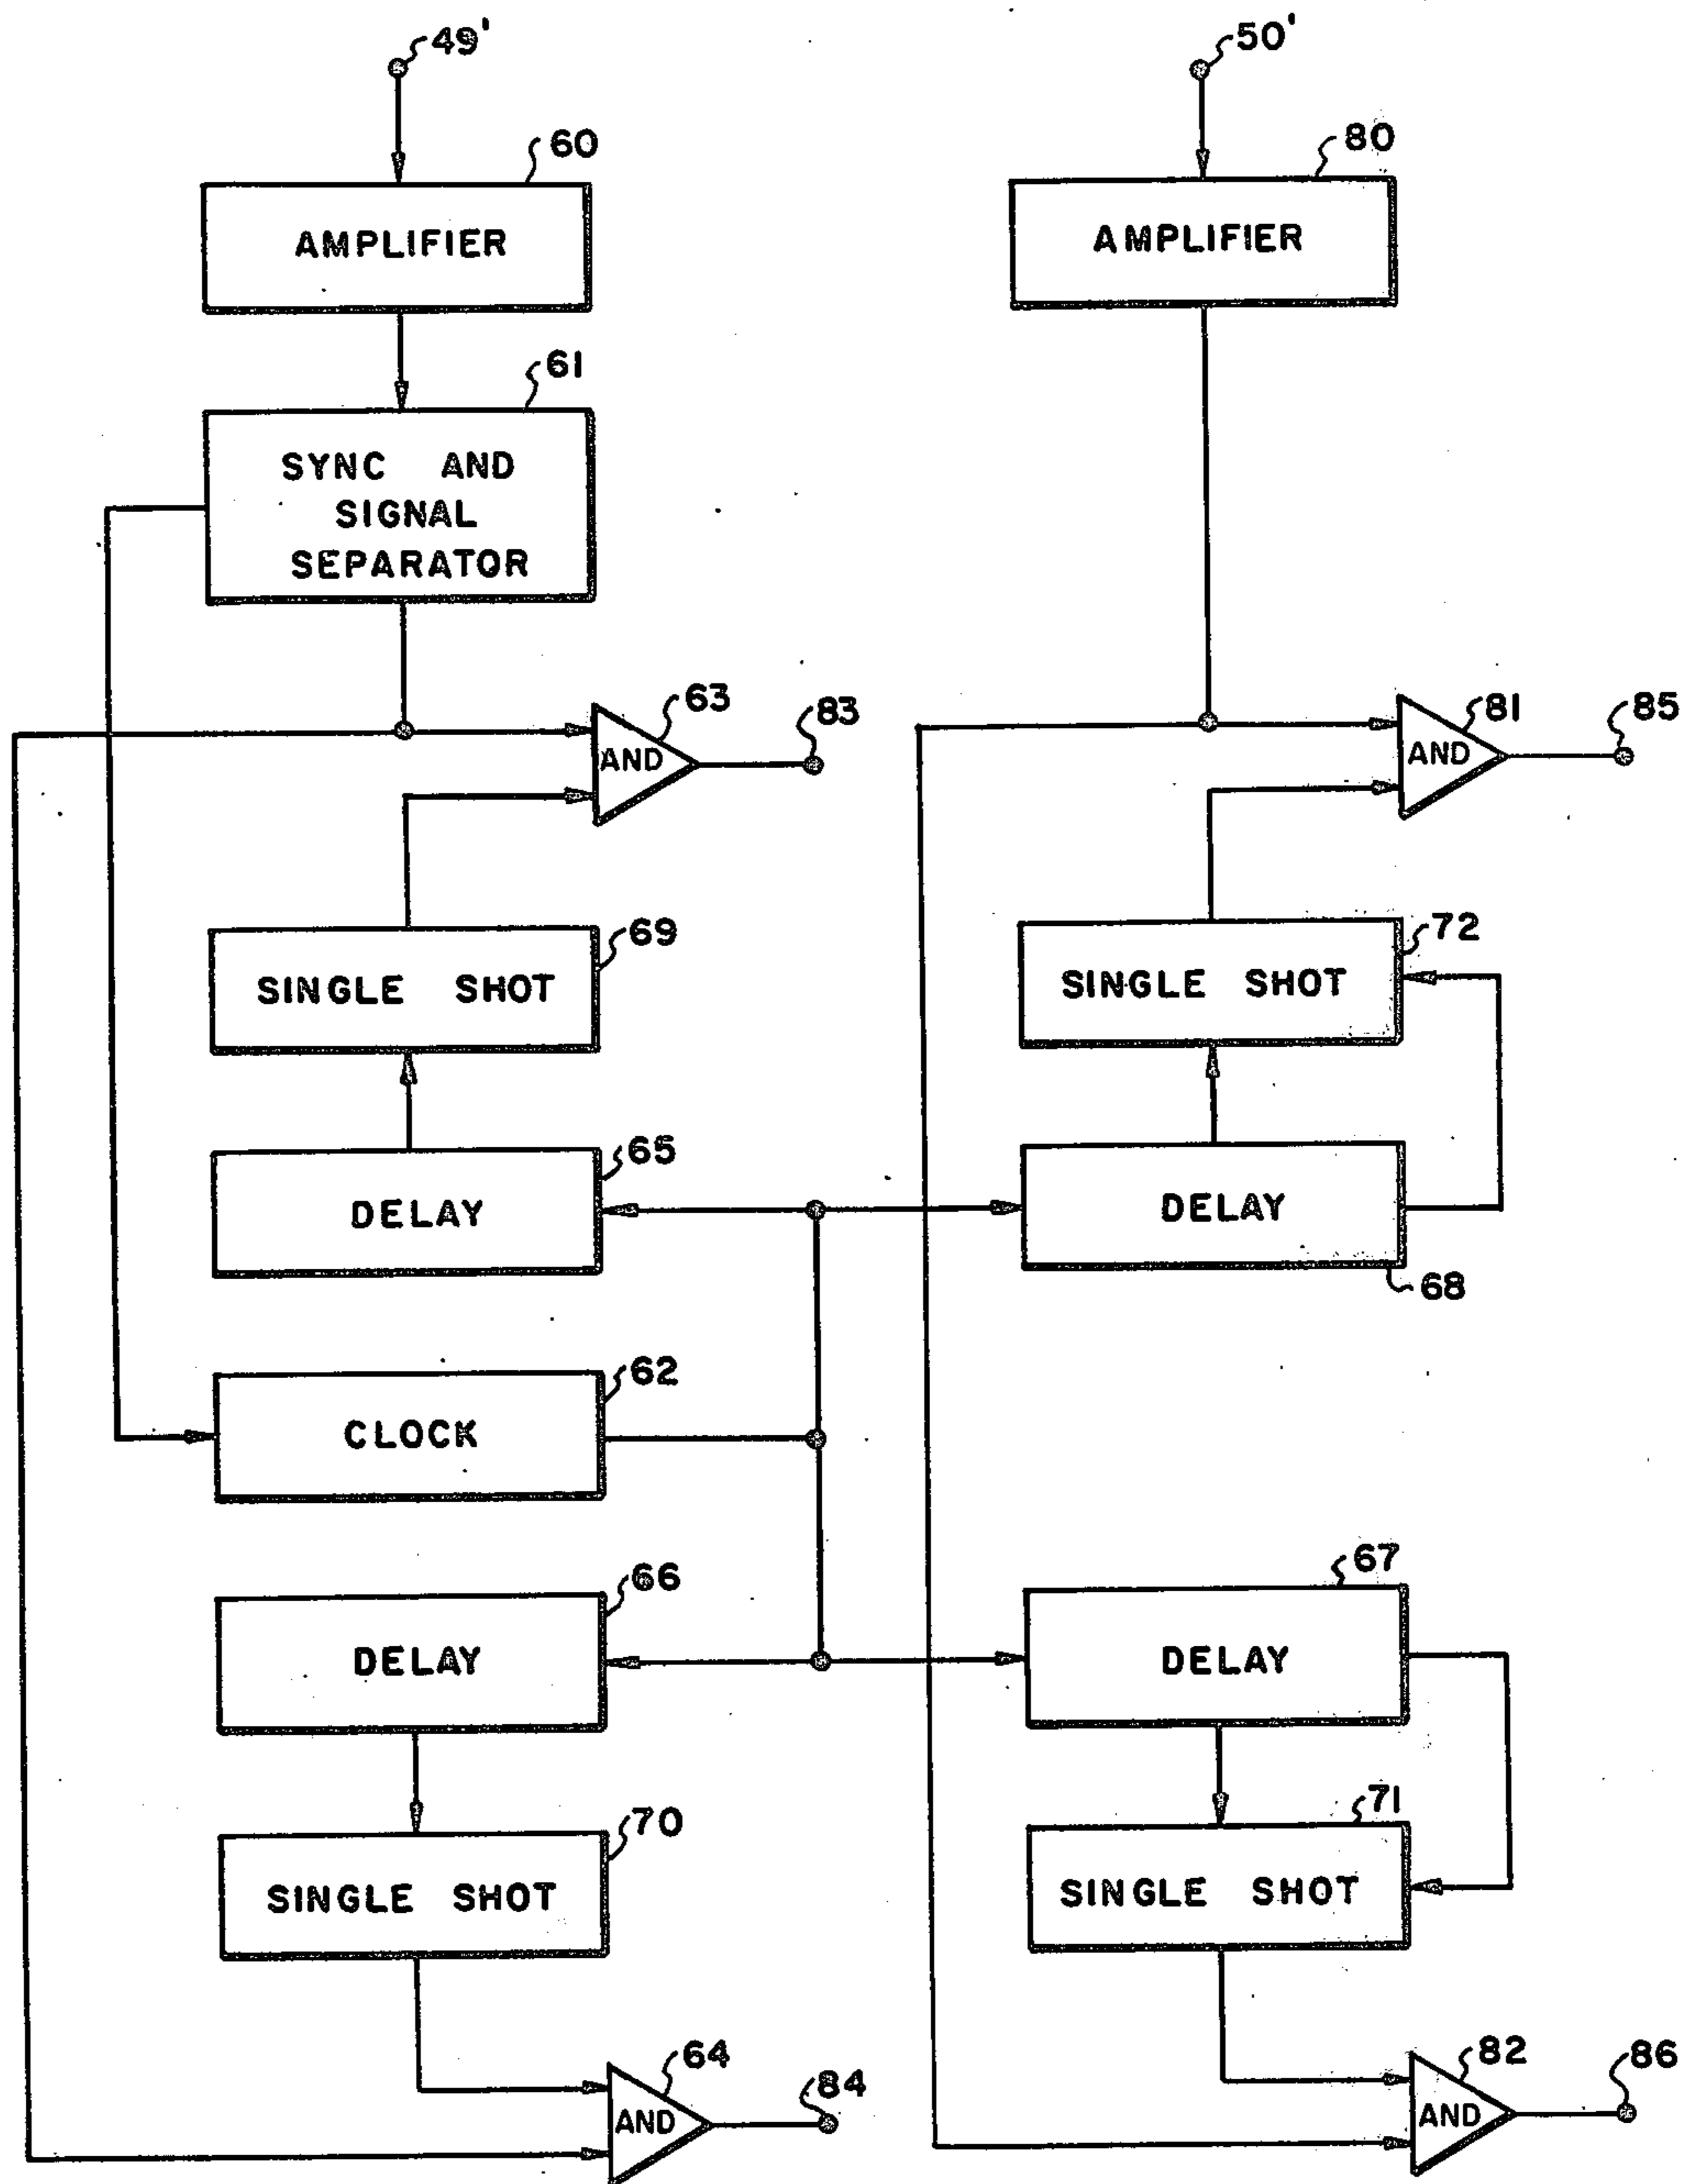 49'
50'
60
80
AMPLIFIER
AMPLIFIER
61
SYNC AND
SIGNAL
SEPARATOR
63
83
81
85
AND
AND
69
72
SINGLE SHOT
SINGLE SHOT
65
DELAY
DELAY
68
62
CLOCK
66
67
DELAY
DELAY
70
71
SINGLE SHOT
SINGLE SHOT
64
84
82
86
AND
AND